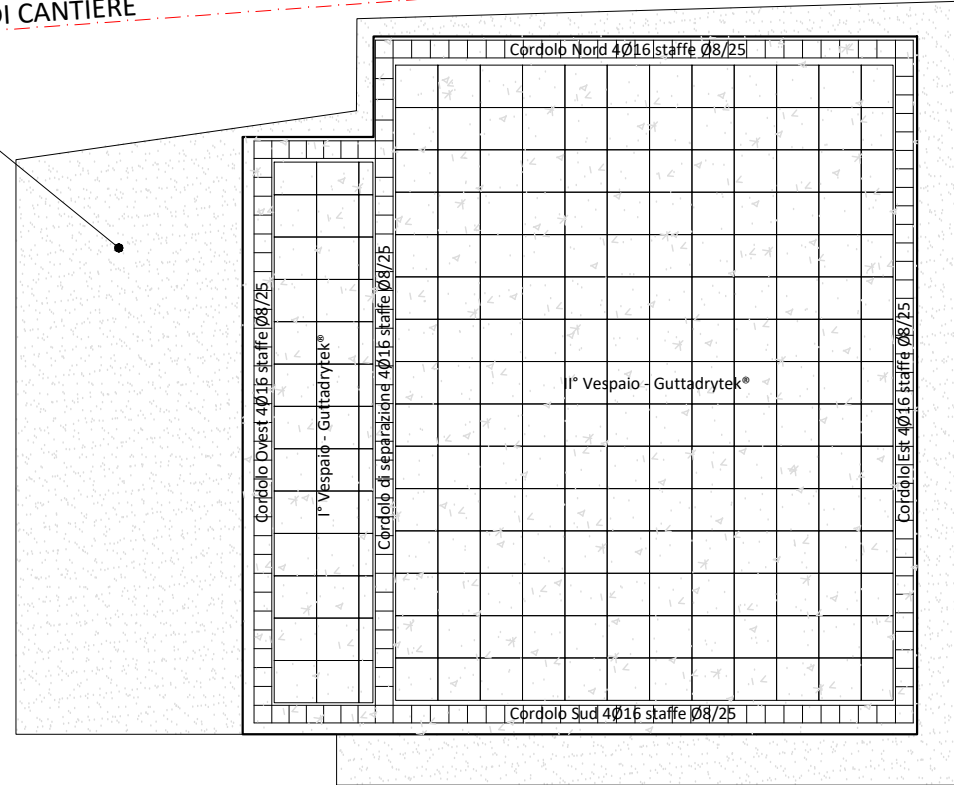 DI CANTIERE
Cordolo Nord 4Ø16 staffe Ø8/25
Cordolo Ovest 4Ø16 staffe Ø8/25
I° Vespaio - Guttadrytek®
Cordolo di separazione 4Ø16 staffe Ø8/25
II° Vespaio - Guttadrytek®
Cordolo Est 4Ø16 staffe Ø8/25
Cordolo Sud 4Ø16 staffe Ø8/25